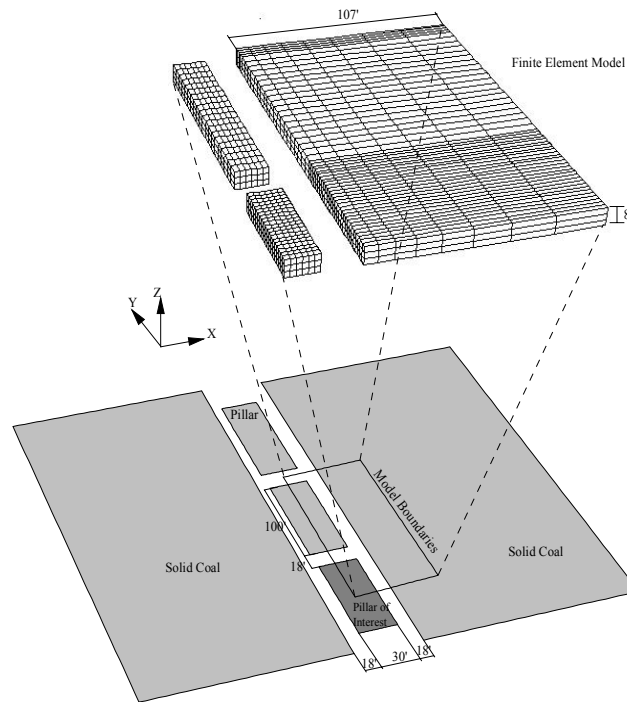 107'
Finite Element Model
8'
Z
Y
X
Pillar
Model Boundaries
100'
Solid Coal
Solid Coal
18'
Pillar of
Interest
18'
30'
18'